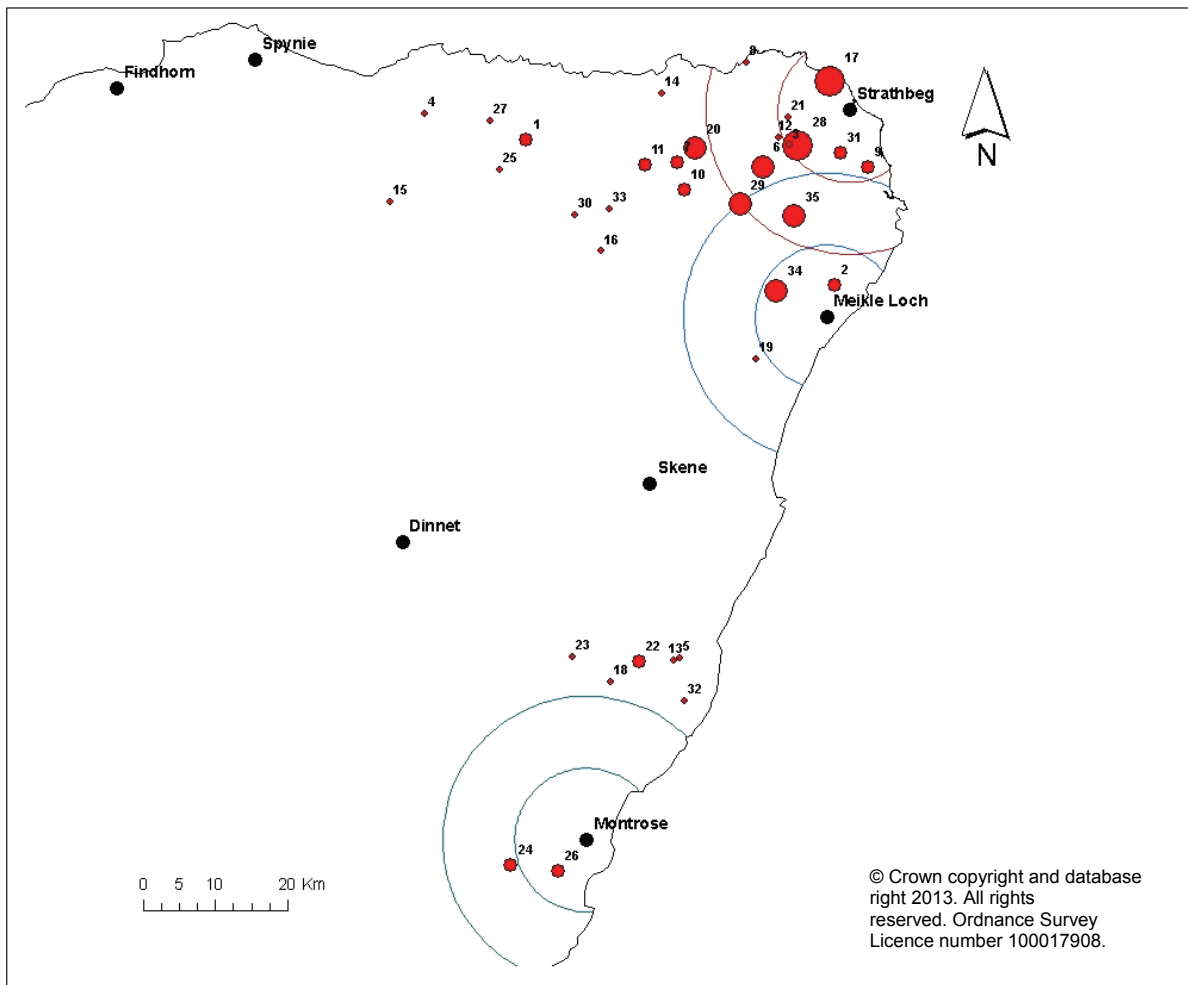 Spynie
Findhorn
8
17
14
Strathbeg
4
27
21
1
12
3
28
20
31
11
7
6
9
10
25
15
29
35
30
33
16
34
2
Meikle Loch
19
N
Skene
Dinnet
23
22
13
5
18
32
Montrose
24
26
0 5 10 20 Km
© Crown copyright and database
right 2013. All rights
reserved. Ordnance Survey
Licence number 100017908.